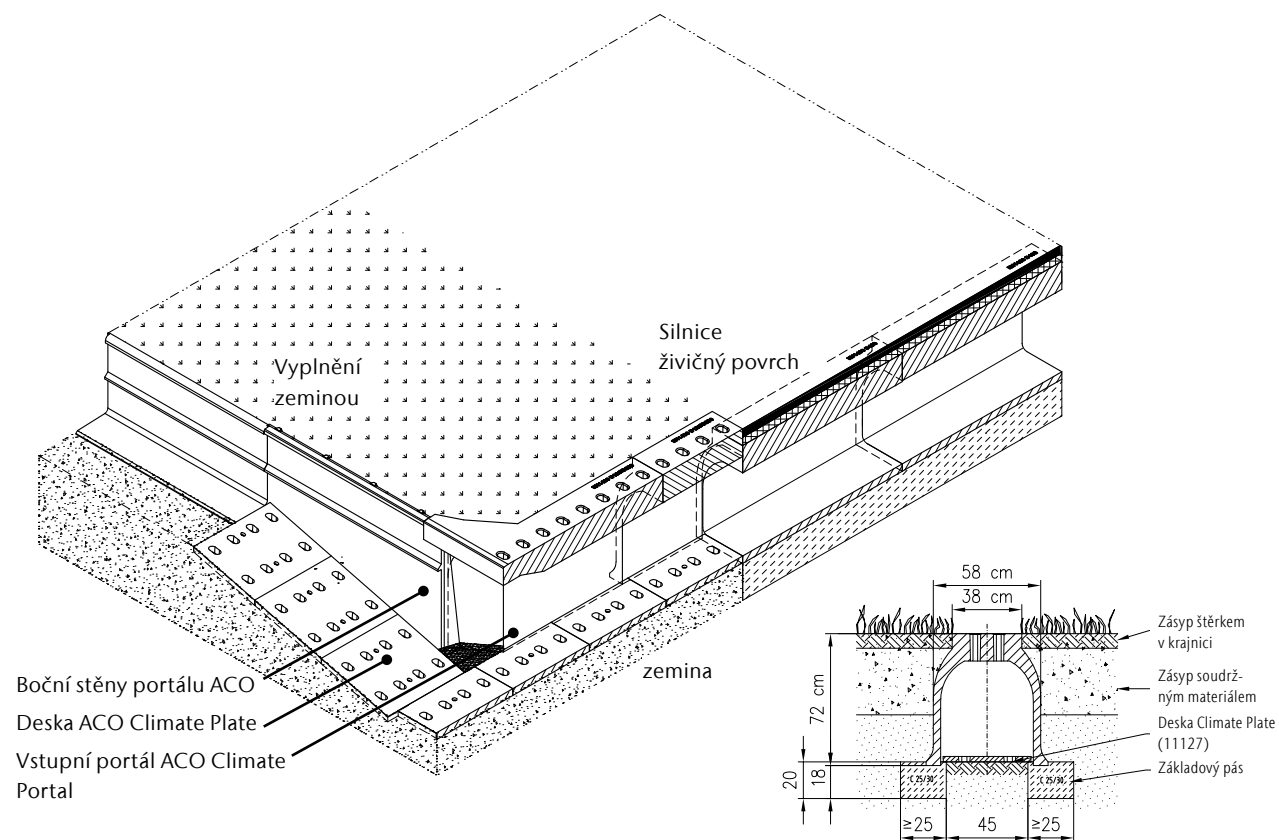 Vyplnění
zeminou
Silnice
živičný povrch
Boční stěny portálu ACO
Deska ACO Climate Plate
Vstupní portál ACO Climate
Portal
zemina
58 cm
38 cm
72 cm
20
18
C 25/30
C 25/30
≥25
45
≥25
Zásyp štěrkem
v krajnici
Zásyp soudrž-
ným materiálem
Deska Climate Plate
(11127)
Základový pás